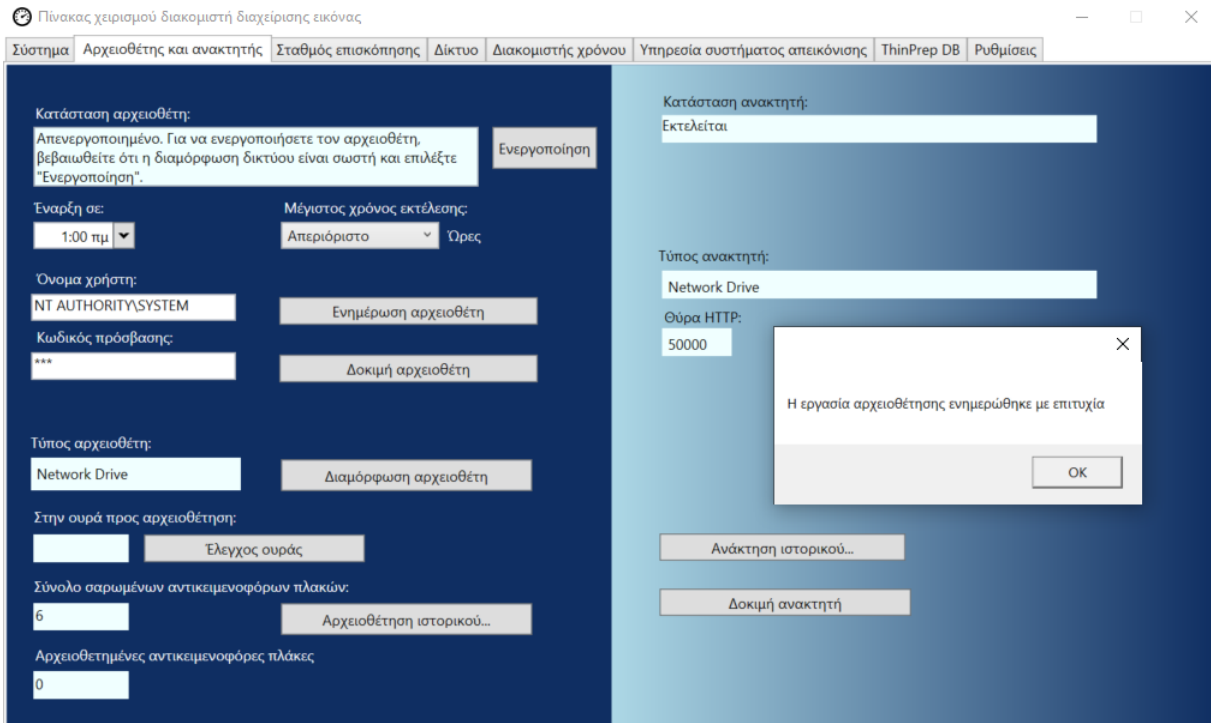 Πίνακας χειρισμού διακομιστή διαχείρισης εικόνας
Σύστημα Αρχειοθέτης και ανακτητής Σταθμός επισκόπησης Δίκτυο Διακομιστής χρόνου Υπηρεσία συστήματος απεικόνισης ThinPrep DB Ρυθμίσεις
Κατάσταση αρχειοθέτη:
Απενεργοποιημένο. Για να ενεργοποιήσετε τον αρχειοθέτη,
βεβαιωθείτε ότι η διαμόρφωση δικτύου είναι σωστή και επιλέξτε
"Ενεργοποίηση".
Ενεργοποίηση
Έναρξη σε:
Μέγιστος χρόνος εκτέλεσης:
1:00 πμ
Απεριόριστο
Ώρες
Όνομα χρήστη:
NT AUTHORITY\SYSTEM
Ενημέρωση αρχειοθέτη
Κωδικός πρόσβασης:
***
Δοκιμή αρχειοθέτη
Τύπος αρχειοθέτη:
Network Drive
Διαμόρφωση αρχειοθέτη
Στην ουρά προς αρχειοθέτηση:
Έλεγχος ουράς
Σύνολο σαρωμένων αντικειμενοφόρων πλακών:
6
Αρχειοθέτηση ιστορικού...
Αρχειοθετημένες αντικειμενοφόρες πλάκες
0
Κατάσταση ανακτητή:
Εκτελείται
Τύπος ανακτητή:
Network Drive
Θύρα HTTP:
50000
Η εργασία αρχειοθέτησης ενημερώθηκε με επιτυχία
OK
Ανάκτηση ιστορικού...
Δοκιμή ανακτητή